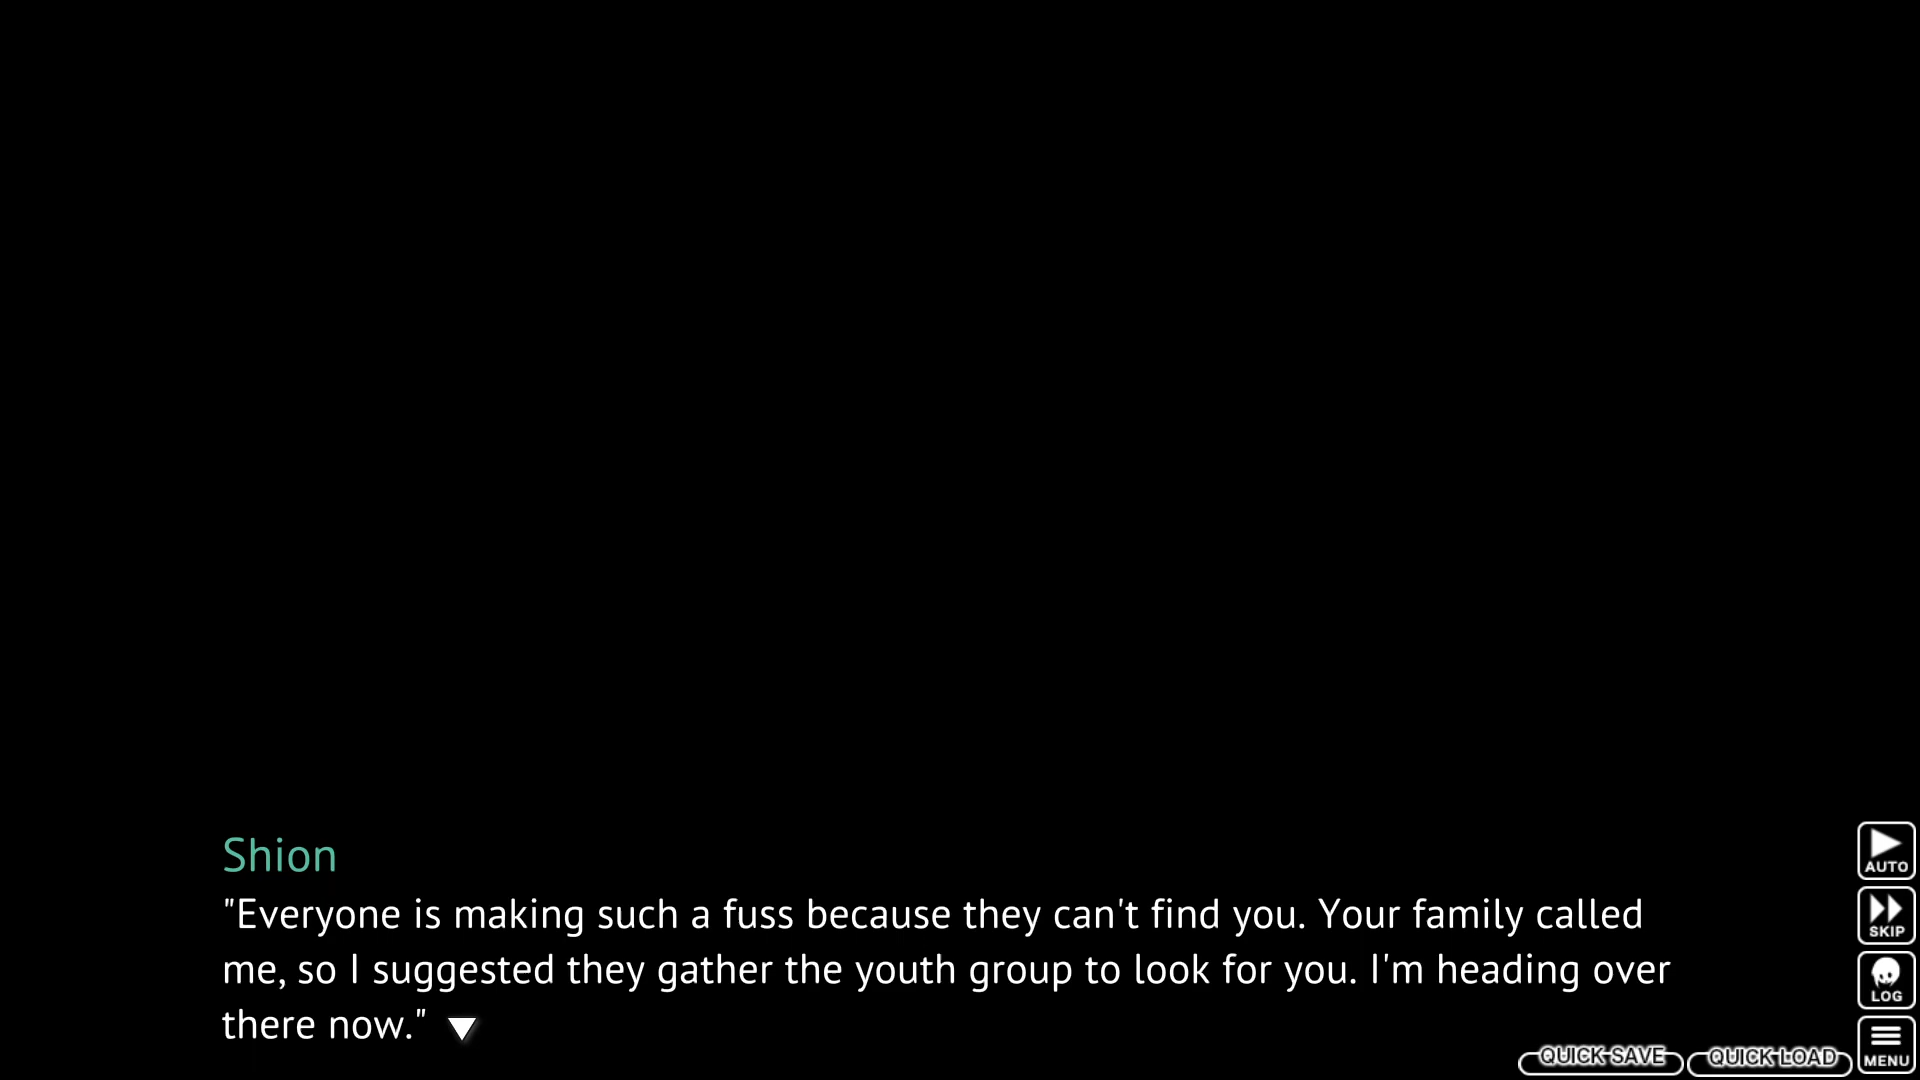 Shion
"Everyone is making such a fuss because they can't find you. Your family called
me, so I suggested they gather the youth group to look for you. I'm heading over
there now."
AUTO
SKIP
LOG
MENU
QUICK SAVE
QUICK LOAD